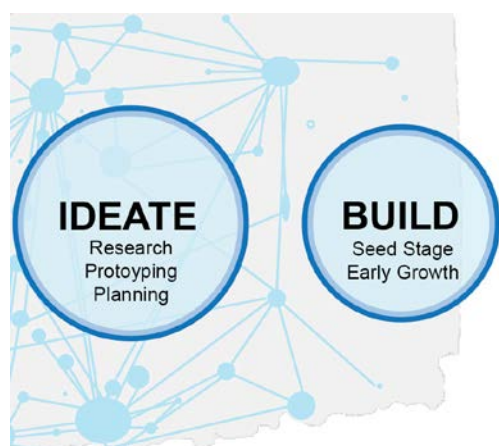 IDEATE
Research
Protoyping
Planning
BUILD
Seed Stage
Early Growth